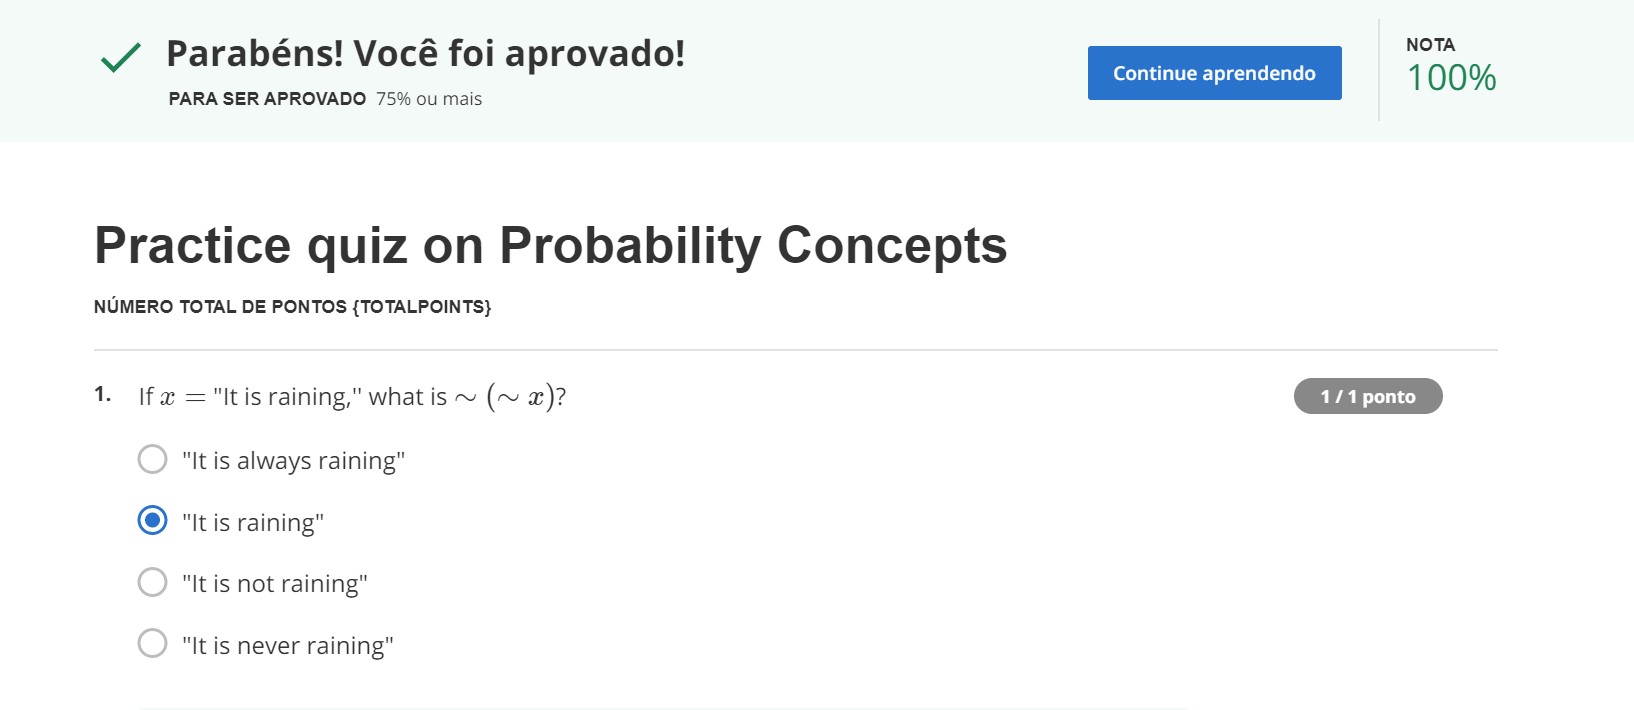 Parabéns! Você foi aprovado!
PARA SER APROVADO 75% ou mais
Continue aprendendo
NOTA
100%
Practice quiz on Probability Concepts
NÚMERO TOTAL DE PONTOS {TOTALPOINTS}
1. If x = "It is raining,'' what is ∼ (∼ x)?
1 / 1 ponto
"It is always raining"
"It is raining"
"It is not raining"
"It is never raining"